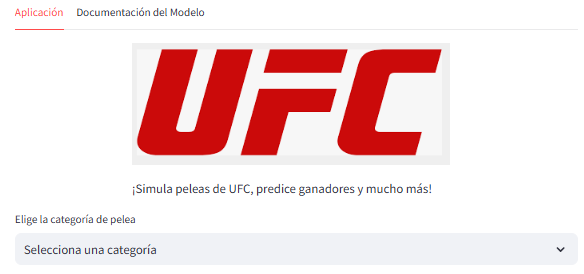 Aplicación Documentación del Modelo
UFC
¡Simula peleas de UFC, predice ganadores y mucho más!
Elige la categoría de pelea
Selecciona una categoría